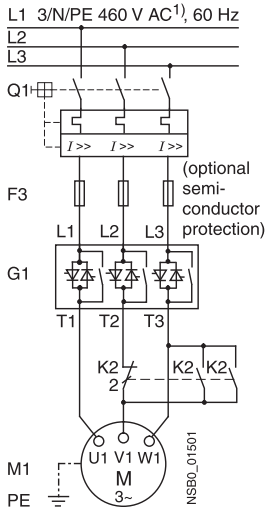 L1 3/N/PE 460 V AC1), 60 Hz
L2
L3
Q1
I >> I >> I >>
(optional
semi-
conductor
protection)
F3
L1 L2 L3
G1
T1 T2 T3
K2 K2 K2
2
U1 V1 W1
M1 M
3~
PE
NSB0_01501